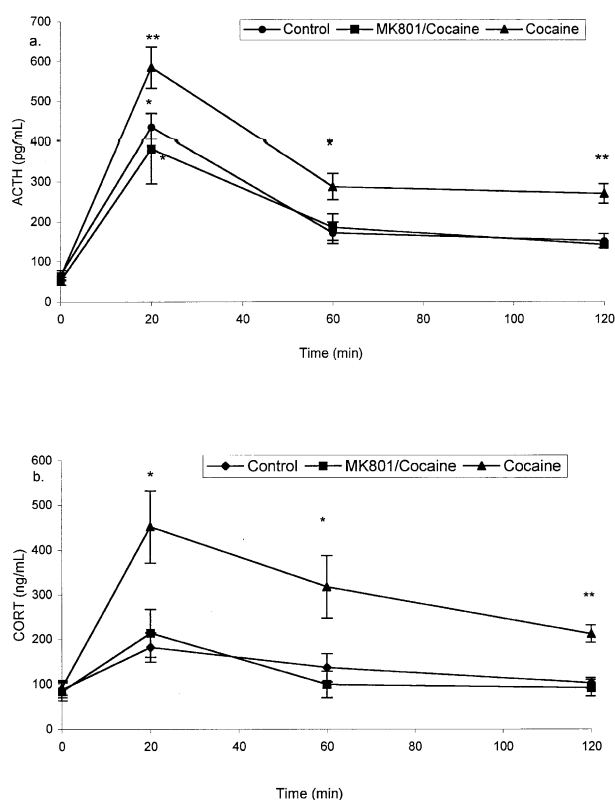 a.
Control MK801/Cocaine Cocaine
700
600
500
400
300
200
100
0
ACTH (pg/mL)
**
*
*
*
**
0 20 40 60 80 100 120
Time (min)
b.
Control MK801/Cocaine Cocaine
600
500
400
300
200
100
0
CORT (ng/mL)
*
*
**
0 20 40 60 80 100 120
Time (min)